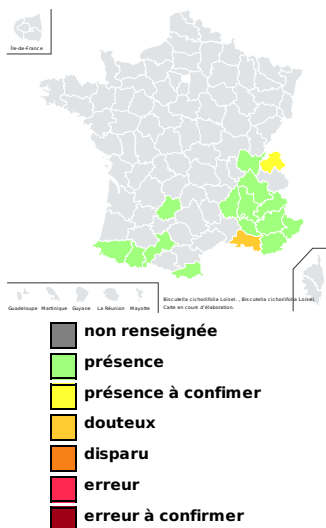 Île-de-France
Guadeloupe Martinique Guyane La Réunion Mayotte
Biscutella cichoriifolia Loisel. , Biscutella cichoriifolia Loisel.
Carte en cours d'élaboration.
non renseignée
présence
présence à confimer
douteux
disparu
erreur
erreur à confirmer